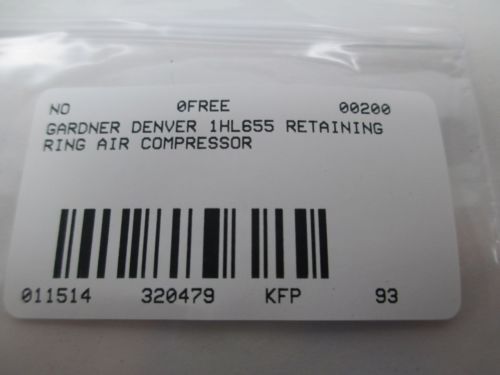 NO 0FREE 00200
GARDNER DENVER 1HL655 RETAINING
RING AIR COMPRESSOR
011514 320479 KFP 93